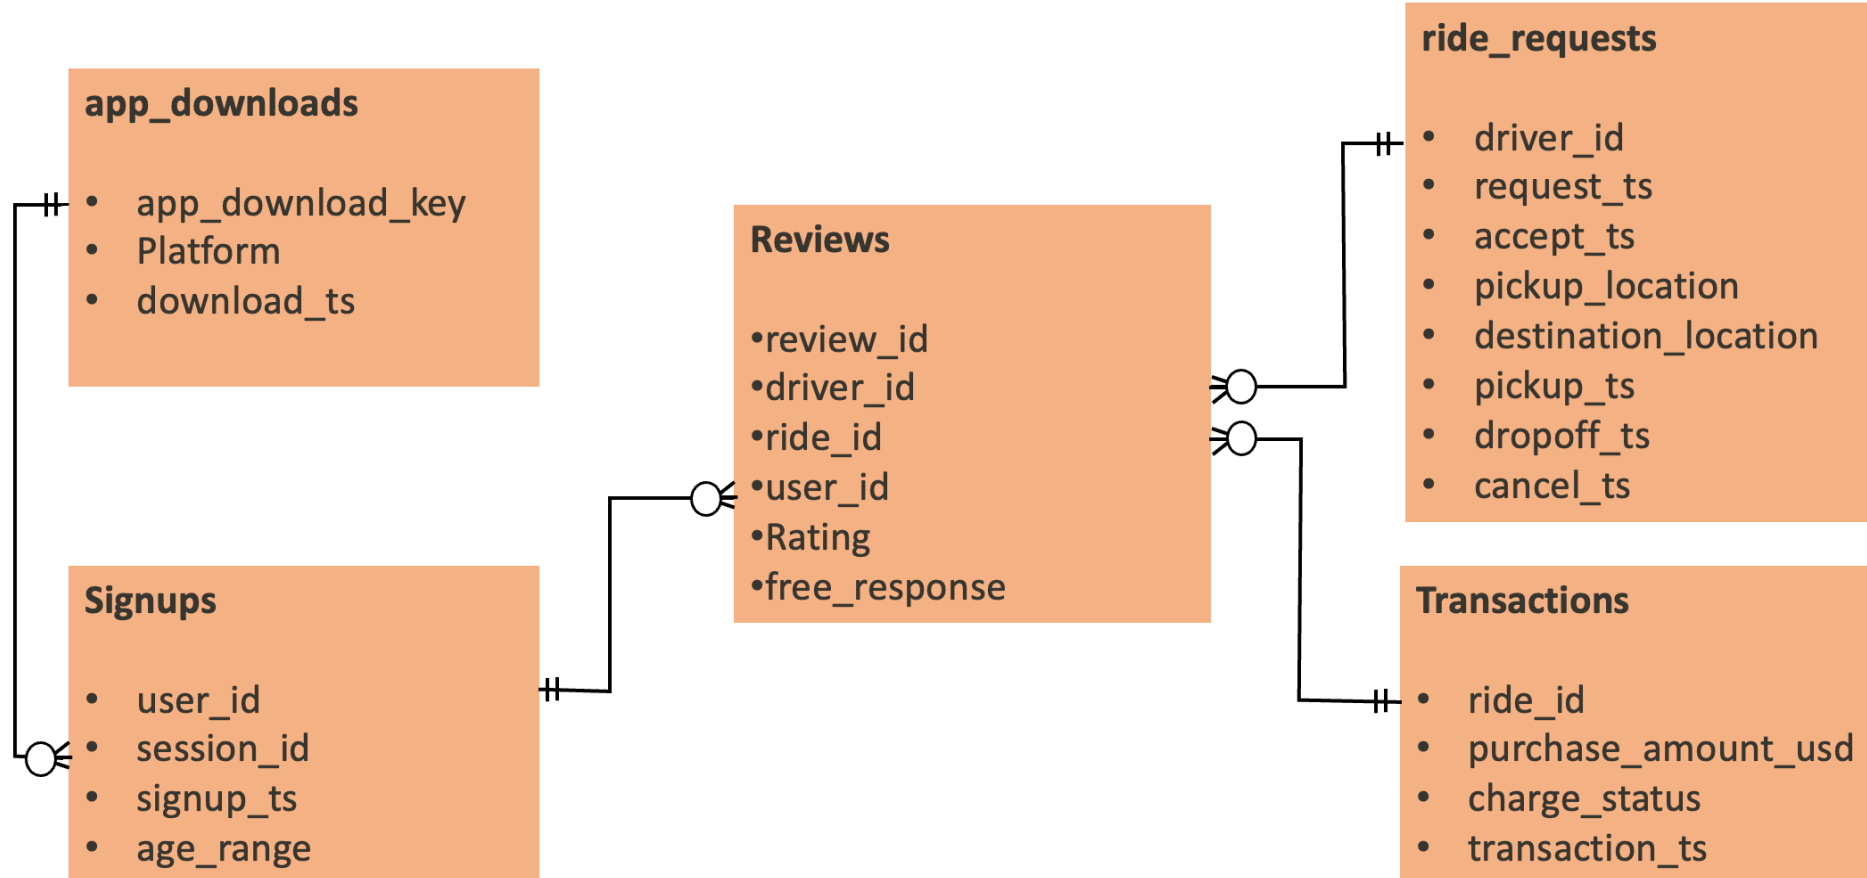 app_downloads
• app_download_key
• Platform
• download_ts
Signups
• user_id
• session_id
• signup_ts
• age_range
Reviews
•review_id
•driver_id
•ride_id
•user_id
•Rating
•free_response
ride_requests
• driver_id
• request_ts
• accept_ts
• pickup_location
• destination_location
• pickup_ts
• dropoff_ts
• cancel_ts
Transactions
• ride_id
• purchase_amount_usd
• charge_status
• transaction_ts